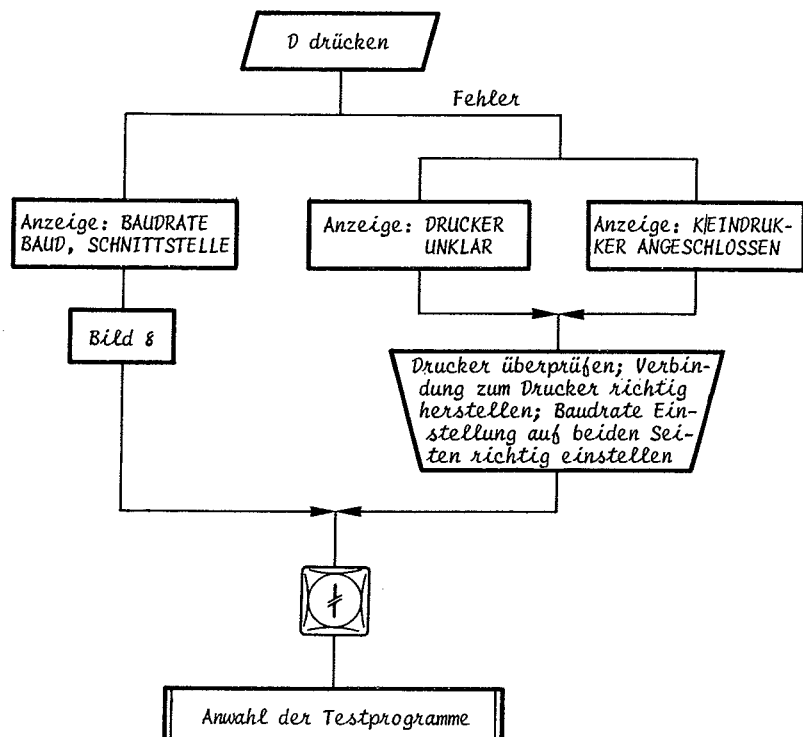 D drücken
Fehler
Anzeige: BAUDRATE
BAUD, SCHNITTSTELLE
Anzeige: DRUCKER
UNKLAR
Anzeige: KEINDRUK-
KER ANGESCHLOSSEN
Bild 8
Drucker überprüfen; Verbin-
dung zum Drucker richtig
herstellen; Baudrate Ein-
stellung auf beiden Sei-
ten richtig einstellen
Anwahl der Testprogramme